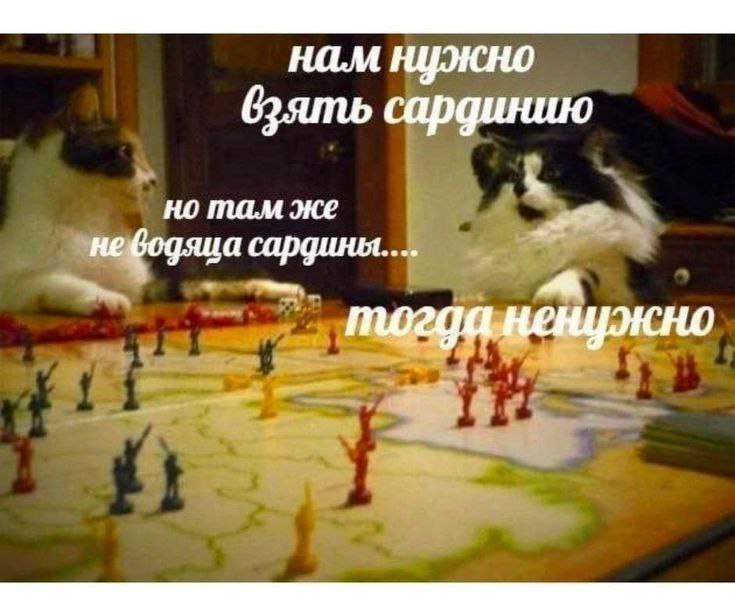 нам нужно
взять сардинию
но там же
не водяца сардины....
тогда ненужно